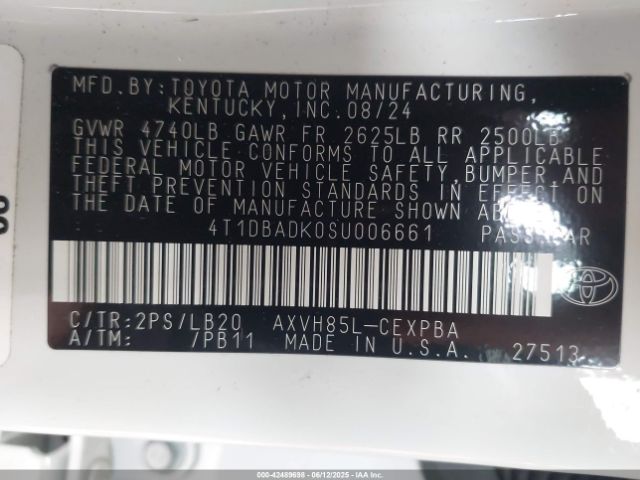 MFD.BY:TOYOTA MOTOR MANUFACTURING,
KENTUCKY,INC.08/24
GVWR 4740LB GAWR FR 2625LB RR 2500LB
THIS VEHICLE CONFORMS TO ALL APPLICABLE
FEDERAL MOTOR VEHICLE SAFETY,BUMPER,AND
THEFT PREVENTION STANDARDS IN EFFECT ON
THE DATE OF MANUFACTURE SHOWN
4T1DBADK0SU006661
C/TR:2PS/LB20 AXVH85L-CEXPBA
A/TM: /PB11 MADE IN U.S.A. 27513
000-42489698 - 06/12/2025 - COPART, IAA